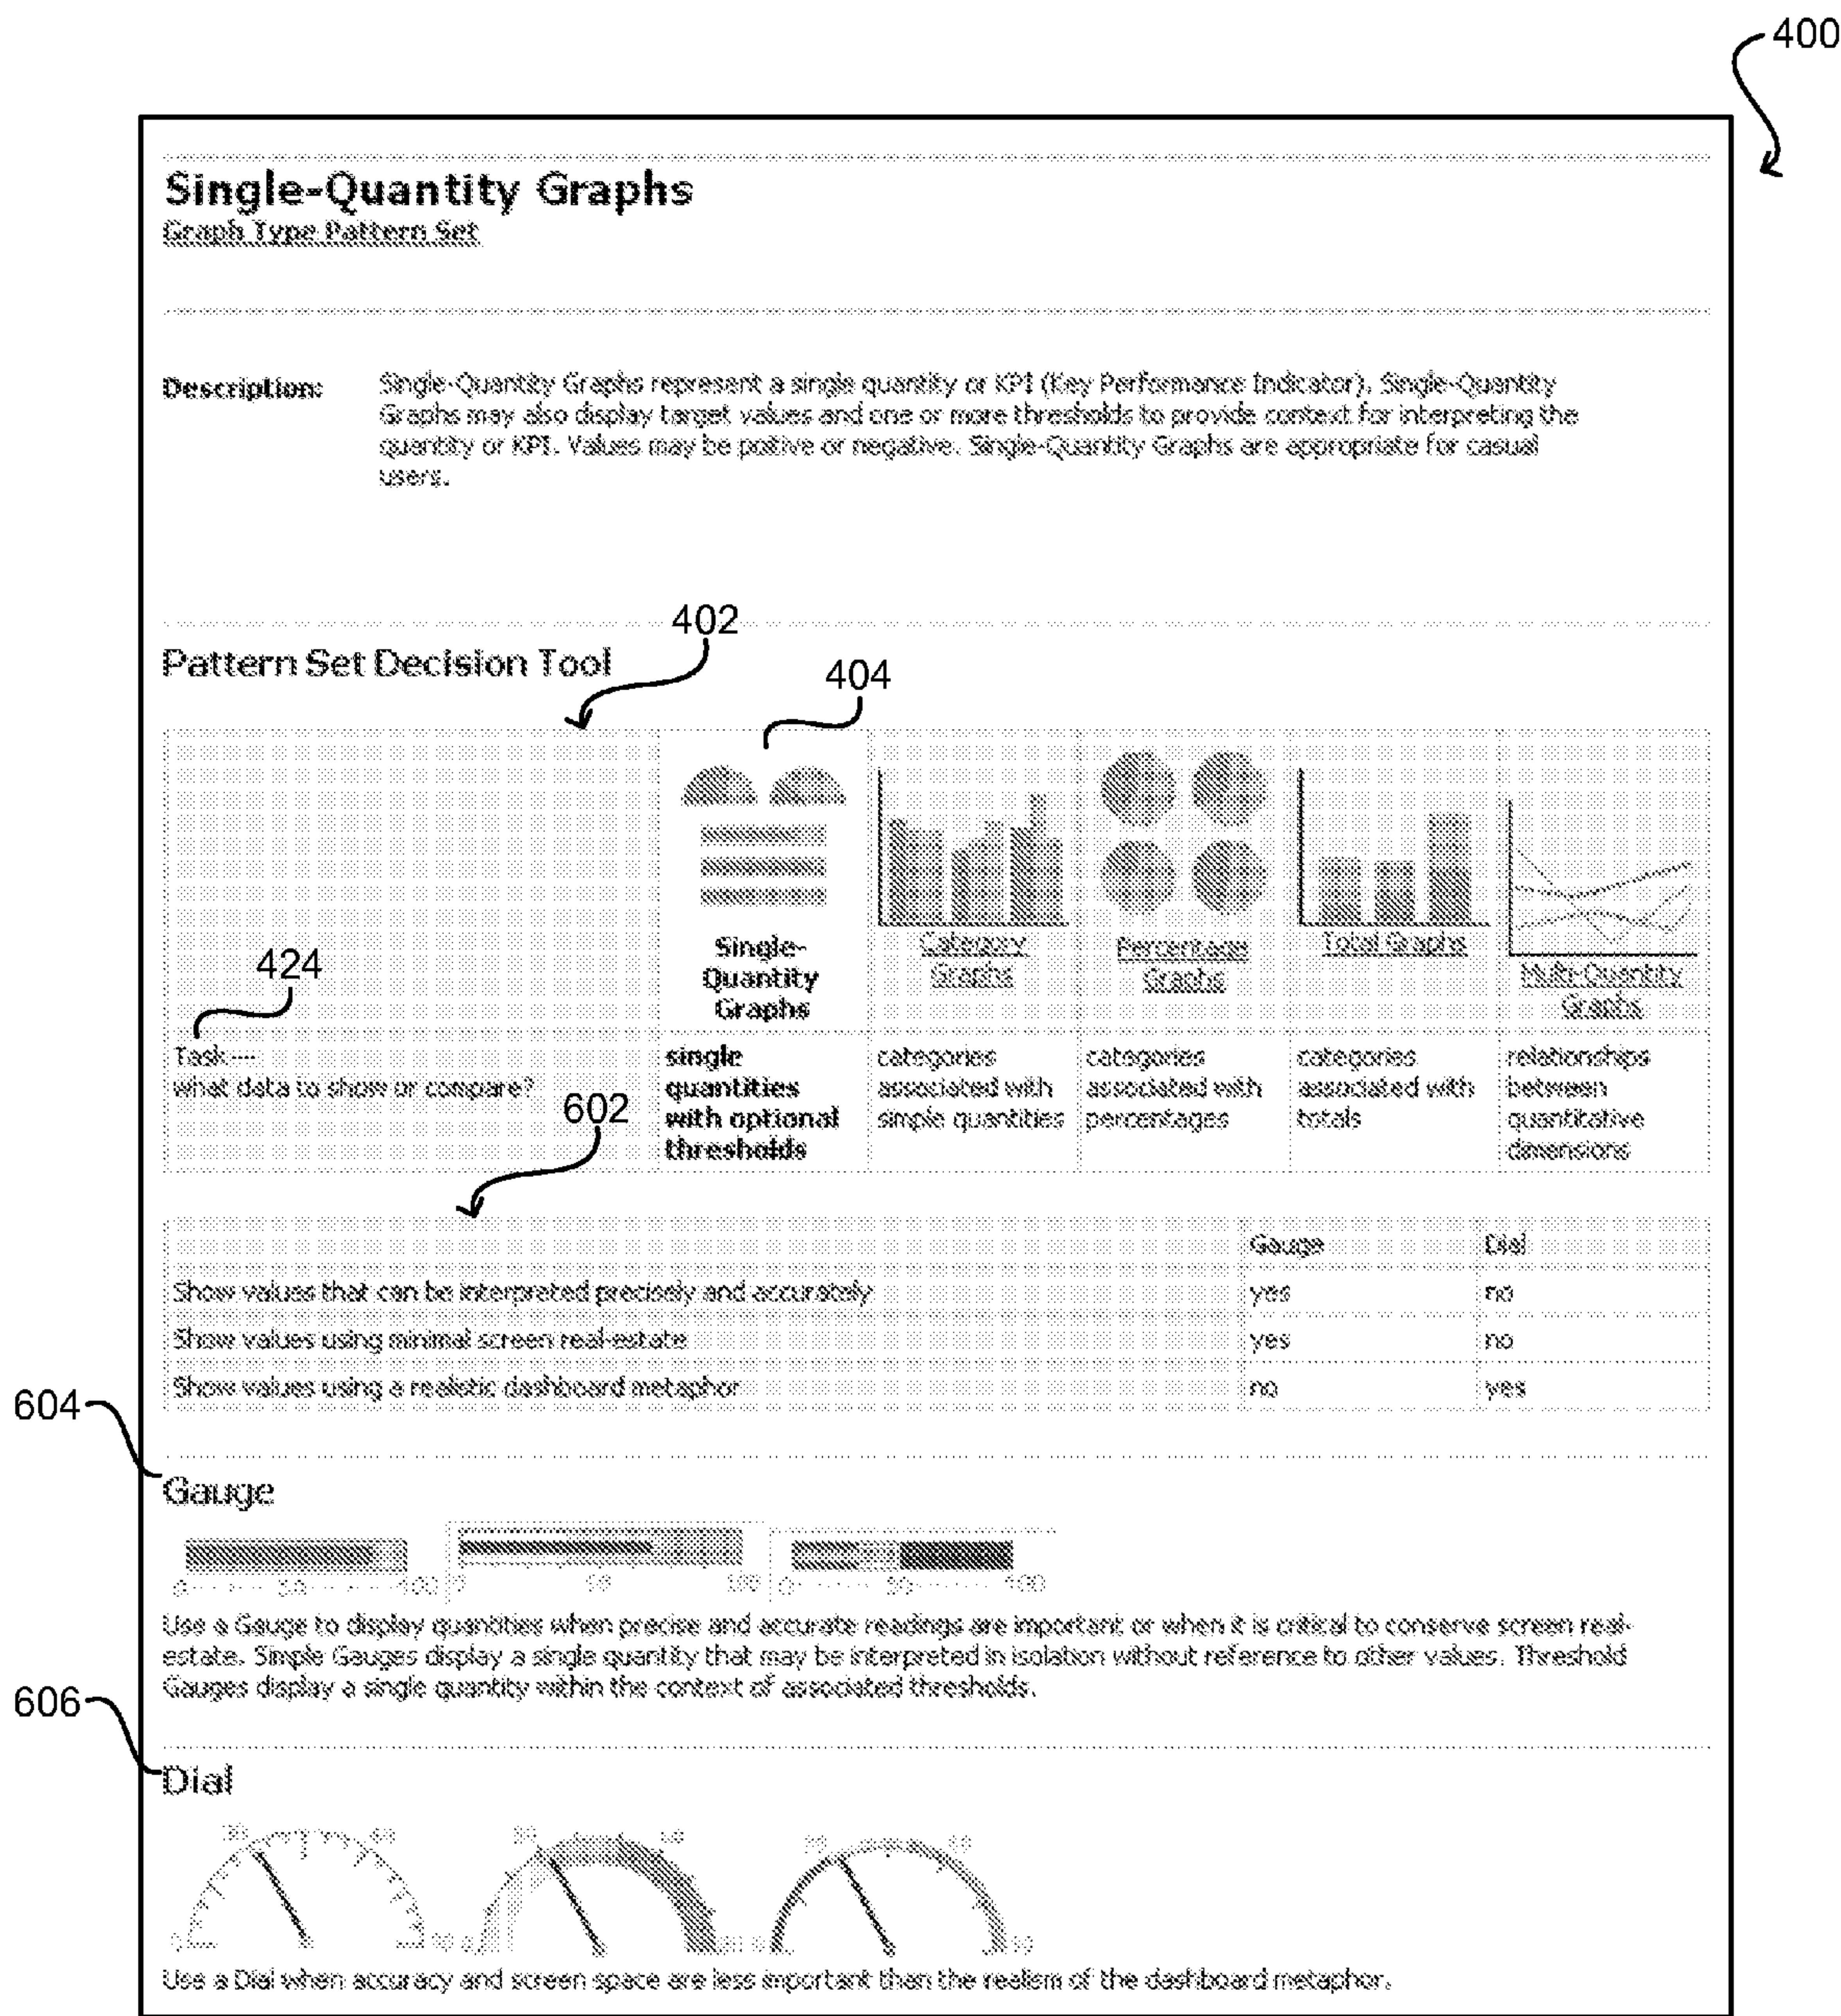 400
Single-Quantity Graphs
Graph Type Pattern Set
Description: Single-Quantity Graphs represent a single quantity or KPI (Key Performance Indicator). Single-Quantity
Graphs may also display target values and one or more thresholds to provide context for interpreting the
quantity or KPI. Values may be poitive or negative. Single-Quantity Graphs are appropriate for casual
users.
402
Pattern Set Decision Tool
404
Single-
Quantity
Graphs
Category
Graphs
Percentage
Graphs
Total Graphs
Multi-Quantity
Graphs
424
Task ---
what data to show or compare?
single
quantities
with optional
thresholds
categories
associated with
simple quantities
categories
associated with
percentages
categories
associated with
totals
relationships
between
quantitative
dimensions
602
Gauge Dial
Show values that can be interpreted precisely and accurately yes no
Show values using minimal screen real-estate yes no
Show values using a realistic dashboard metaphor no yes
604
Gauge
0 50 100 0 50 100 0 50 100
Use a Gauge to display quantities when precise and accurate readings are important or when it is critical to conserve screen real-
estate. Simple Gauges display a single quantity that may be interpreted in isolation without reference to other values. Threshold
Gauges display a single quantity within the context of associated thresholds.
606
Dial
Use a Dial when accuracy and screen space are less important than the realism of the dashboard metaphor.